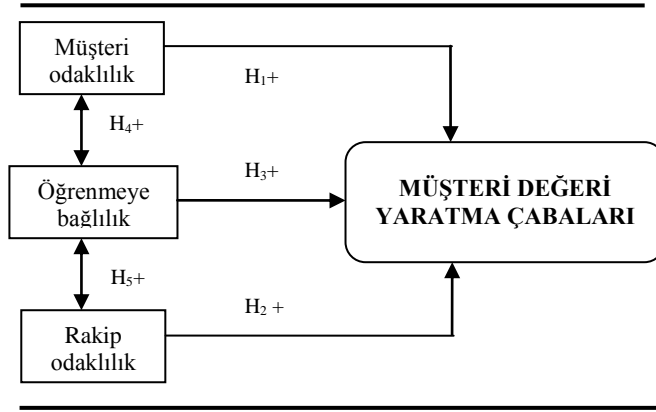 Müşteri
odaklılık
H₁+
H₄+
Öğrenmeye
bağlılık
H₃+
MÜŞTERİ DEĞERİ
YARATMA ÇABALARI
H₅+
H₂ +
Rakip
odaklılık